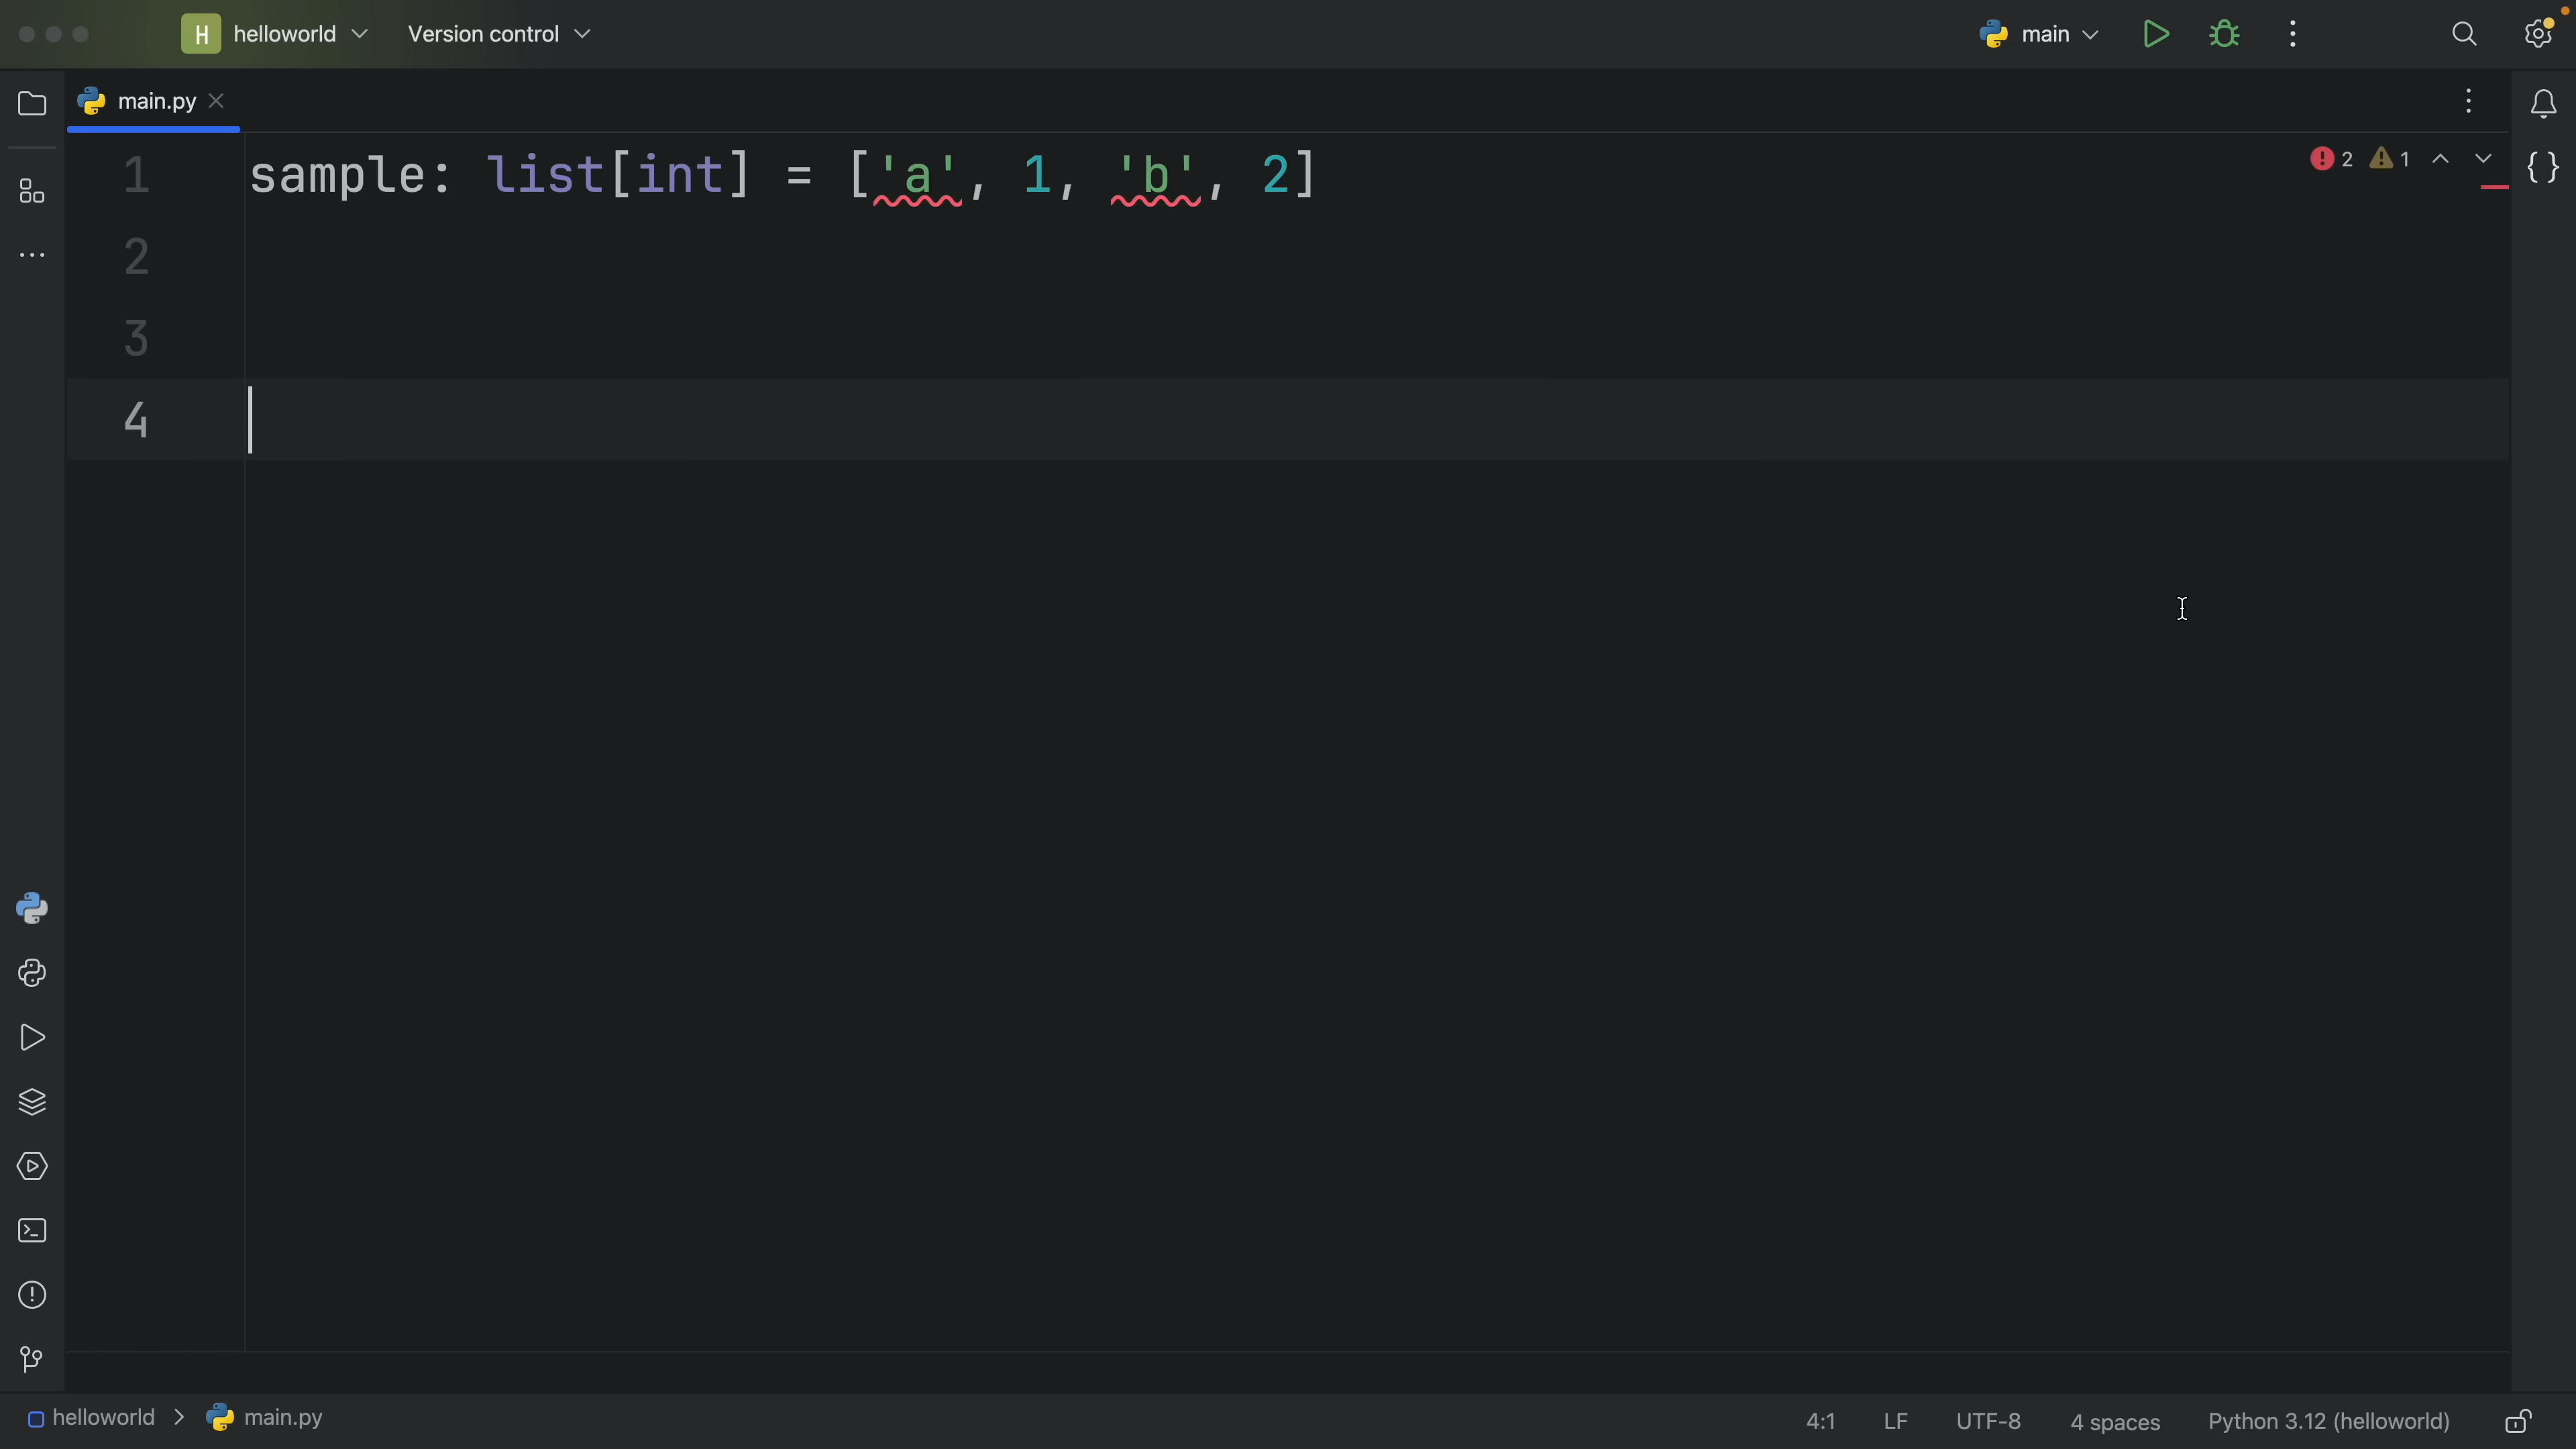 H helloworld Version control main
main.py
1 sample: list[int] = ['a', 1, 'b', 2]
2 1
2
3
4
helloworld > main.py 4:1 LF UTF-8 4 spaces Python 3.12 (helloworld)